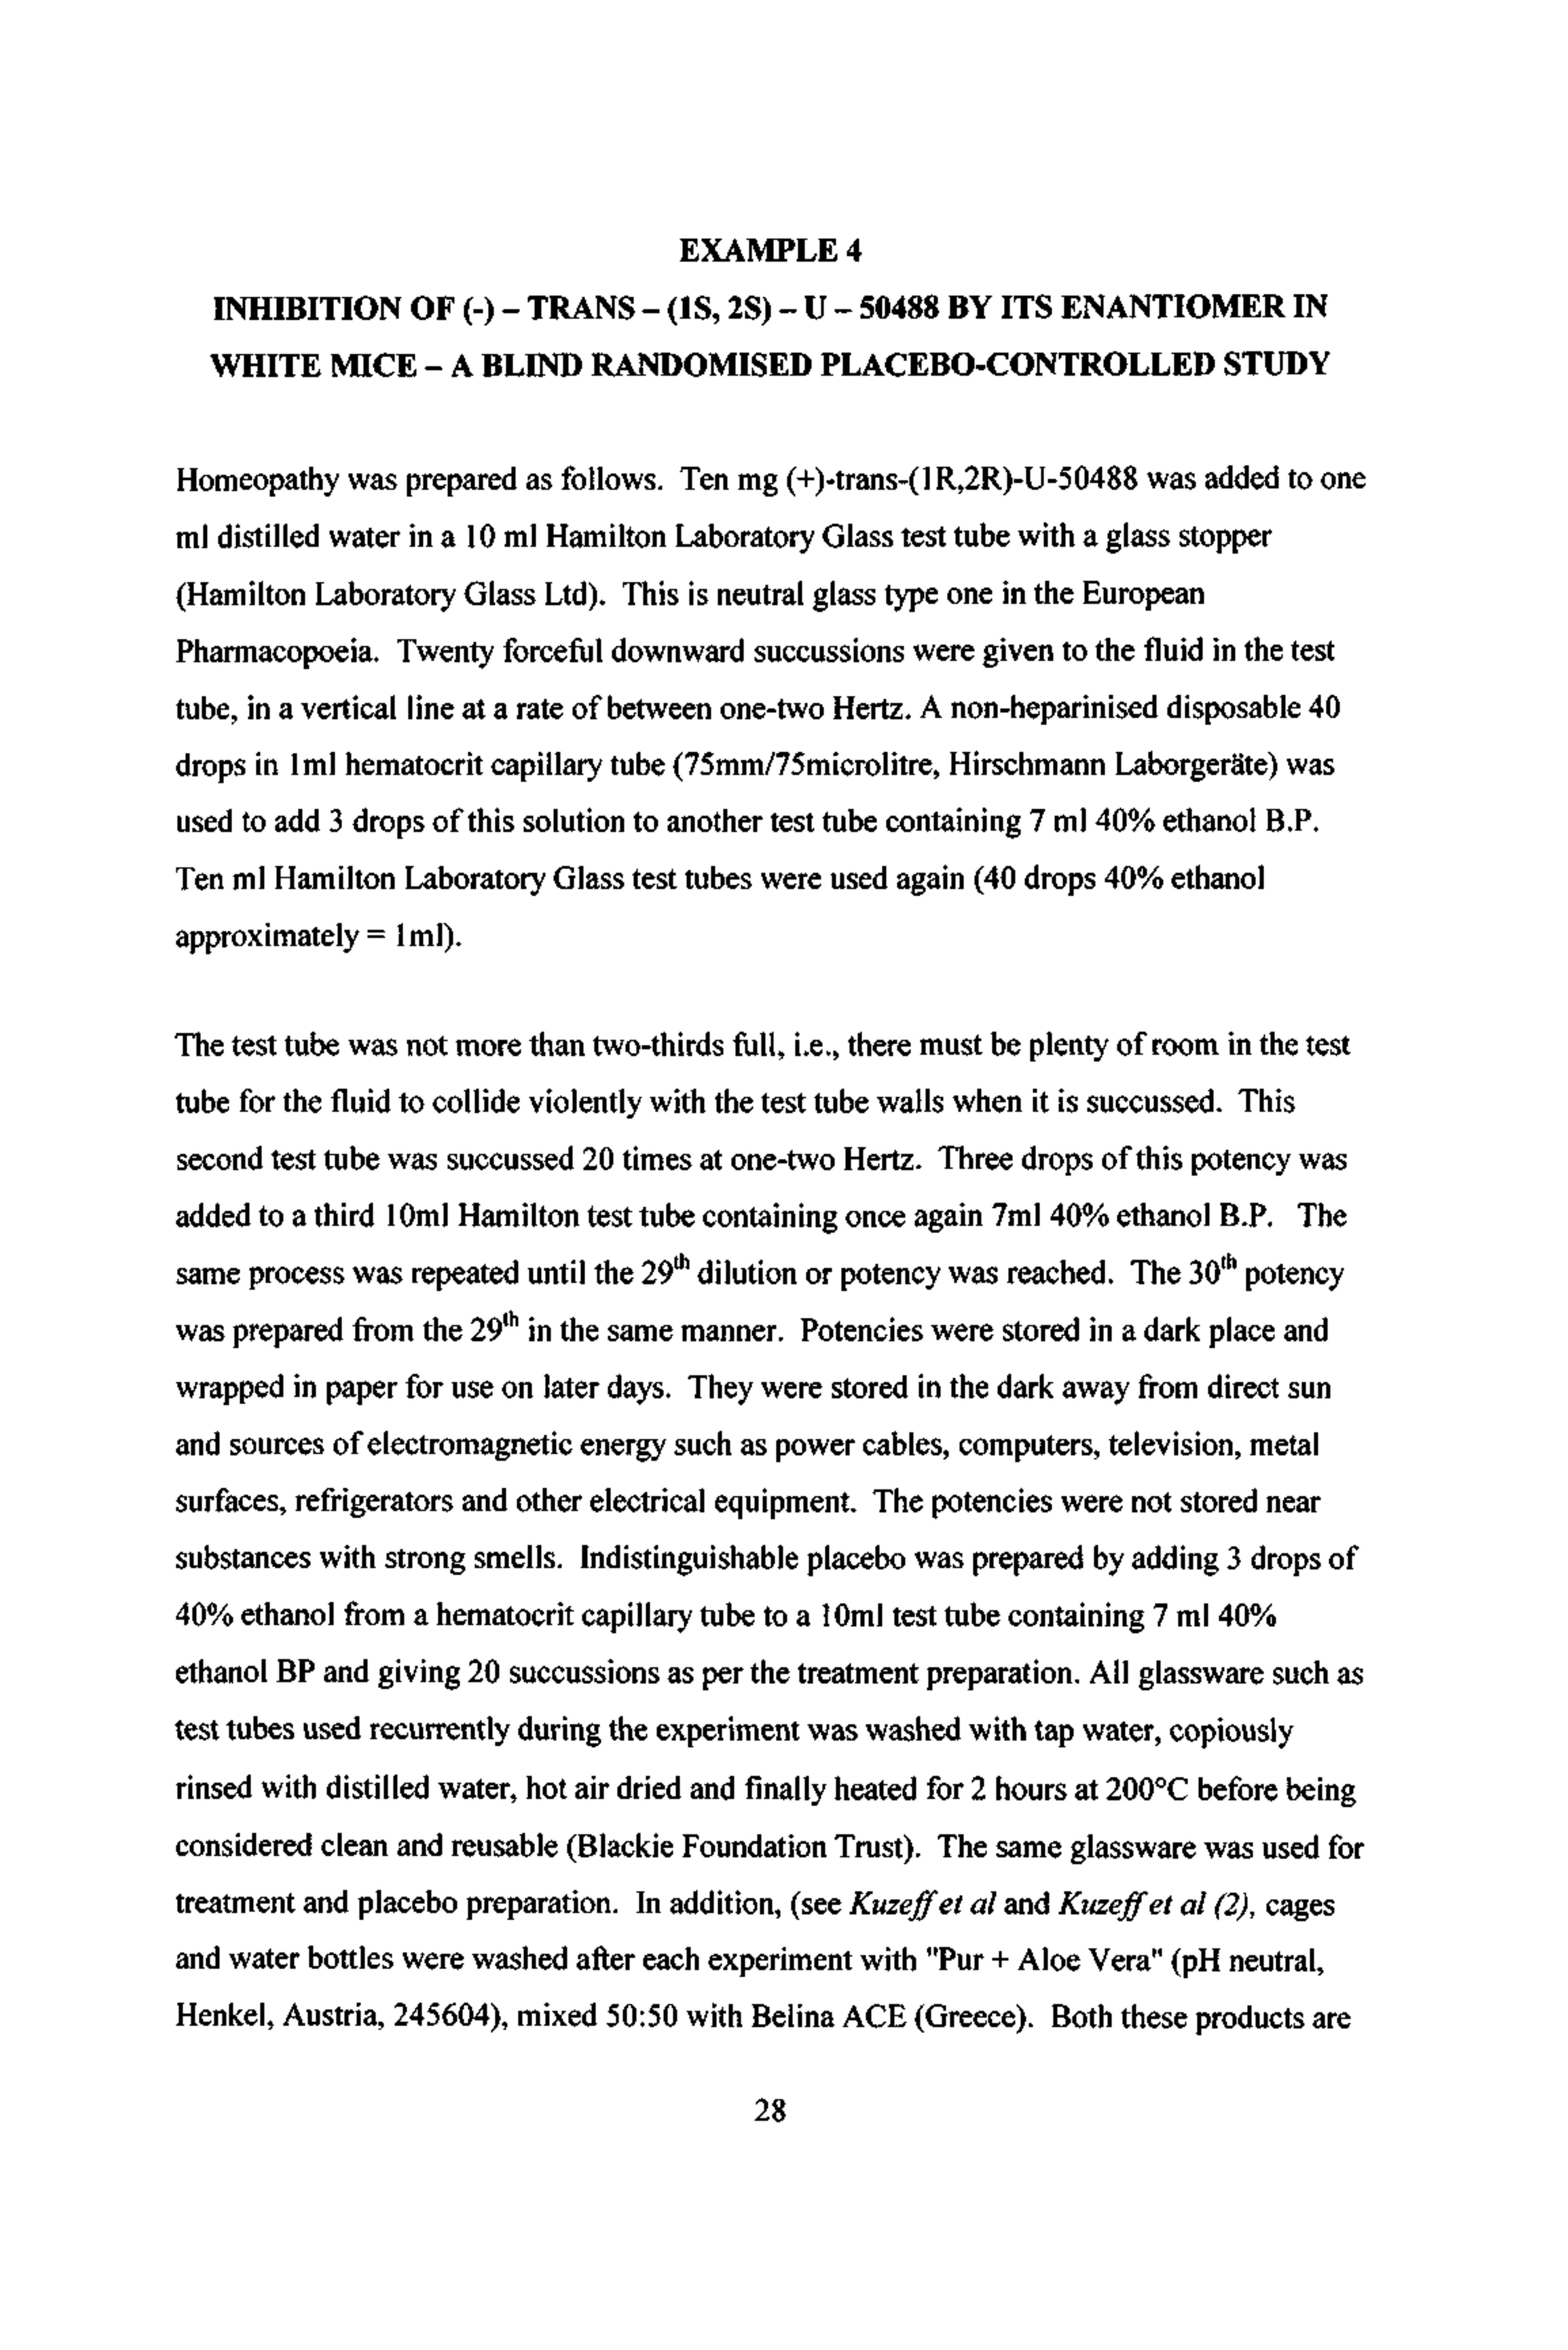 EXAMPLE 4
INHIBITION OF (-) – TRANS – (1S, 2S) – U – 50488 BY ITS ENANTIOMER IN
WHITE MICE – A BLIND RANDOMISED PLACEBO-CONTROLLED STUDY
Homeopathy was prepared as follows. Ten mg (+)-trans-(1R,2R)-U-50488 was added to one
ml distilled water in a 10 ml Hamilton Laboratory Glass test tube with a glass stopper
(Hamilton Laboratory Glass Ltd). This is neutral glass type one in the European
Pharmacopoeia. Twenty forceful downward succussions were given to the fluid in the test
tube, in a vertical line at a rate of between one-two Hertz. A non-heparinised disposable 40
drops in 1ml hematocrit capillary tube (75mm/75microlitre, Hirschmann Laborgeräte) was
used to add 3 drops of this solution to another test tube containing 7 ml 40% ethanol B.P.
Ten ml Hamilton Laboratory Glass test tubes were used again (40 drops 40% ethanol
approximately = 1ml).
The test tube was not more than two-thirds full, i.e., there must be plenty of room in the test
tube for the fluid to collide violently with the test tube walls when it is succussed. This
second test tube was succussed 20 times at one-two Hertz. Three drops of this potency was
added to a third 10ml Hamilton test tube containing once again 7ml 40% ethanol B.P. The
same process was repeated until the 29th dilution or potency was reached. The 30th potency
was prepared from the 29th in the same manner. Potencies were stored in a dark place and
wrapped in paper for use on later days. They were stored in the dark away from direct sun
and sources of electromagnetic energy such as power cables, computers, television, metal
surfaces, refrigerators and other electrical equipment. The potencies were not stored near
substances with strong smells. Indistinguishable placebo was prepared by adding 3 drops of
40% ethanol from a hematocrit capillary tube to a 10ml test tube containing 7 ml 40%
ethanol BP and giving 20 succussions as per the treatment preparation. All glassware such as
test tubes used recurrently during the experiment was washed with tap water, copiously
rinsed with distilled water, hot air dried and finally heated for 2 hours at 200°C before being
considered clean and reusable (Blackie Foundation Trust). The same glassware was used for
treatment and placebo preparation. In addition, (see Kuzeff et al and Kuzeff et al (2), cages
and water bottles were washed after each experiment with "Pur + Aloe Vera" (pH neutral,
Henkel, Austria, 245604), mixed 50:50 with Belina ACE (Greece). Both these products are
28